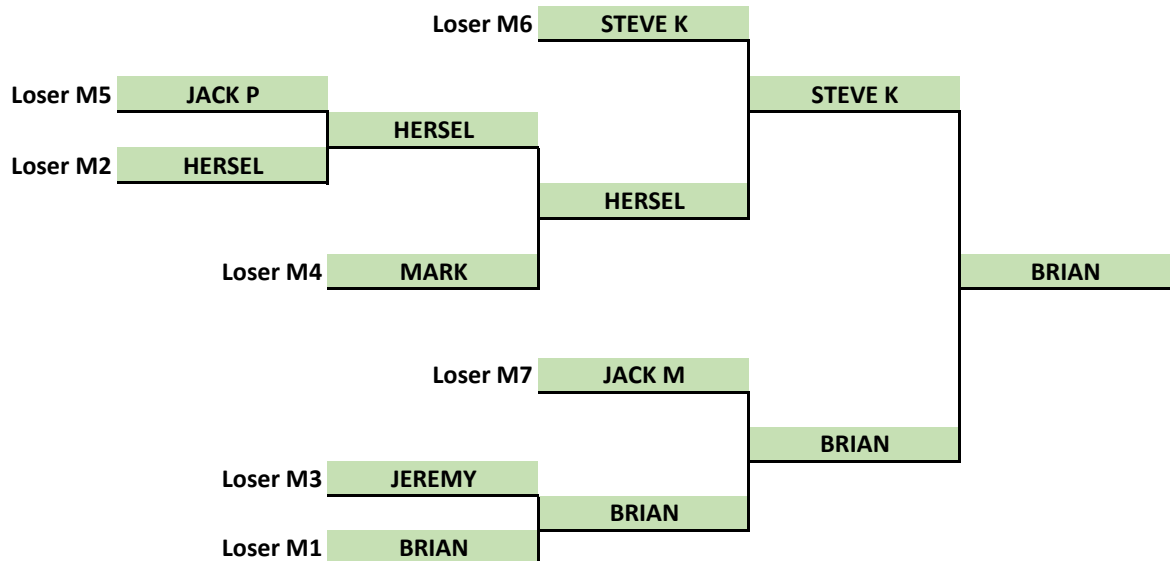 Loser M6 STEVE K
Loser M5 JACK P STEVE K
HERSEL
Loser M2 HERSEL
HERSEL
Loser M4 MARK BRIAN
Loser M7 JACK M
BRIAN
Loser M3 JEREMY
BRIAN
Loser M1 BRIAN